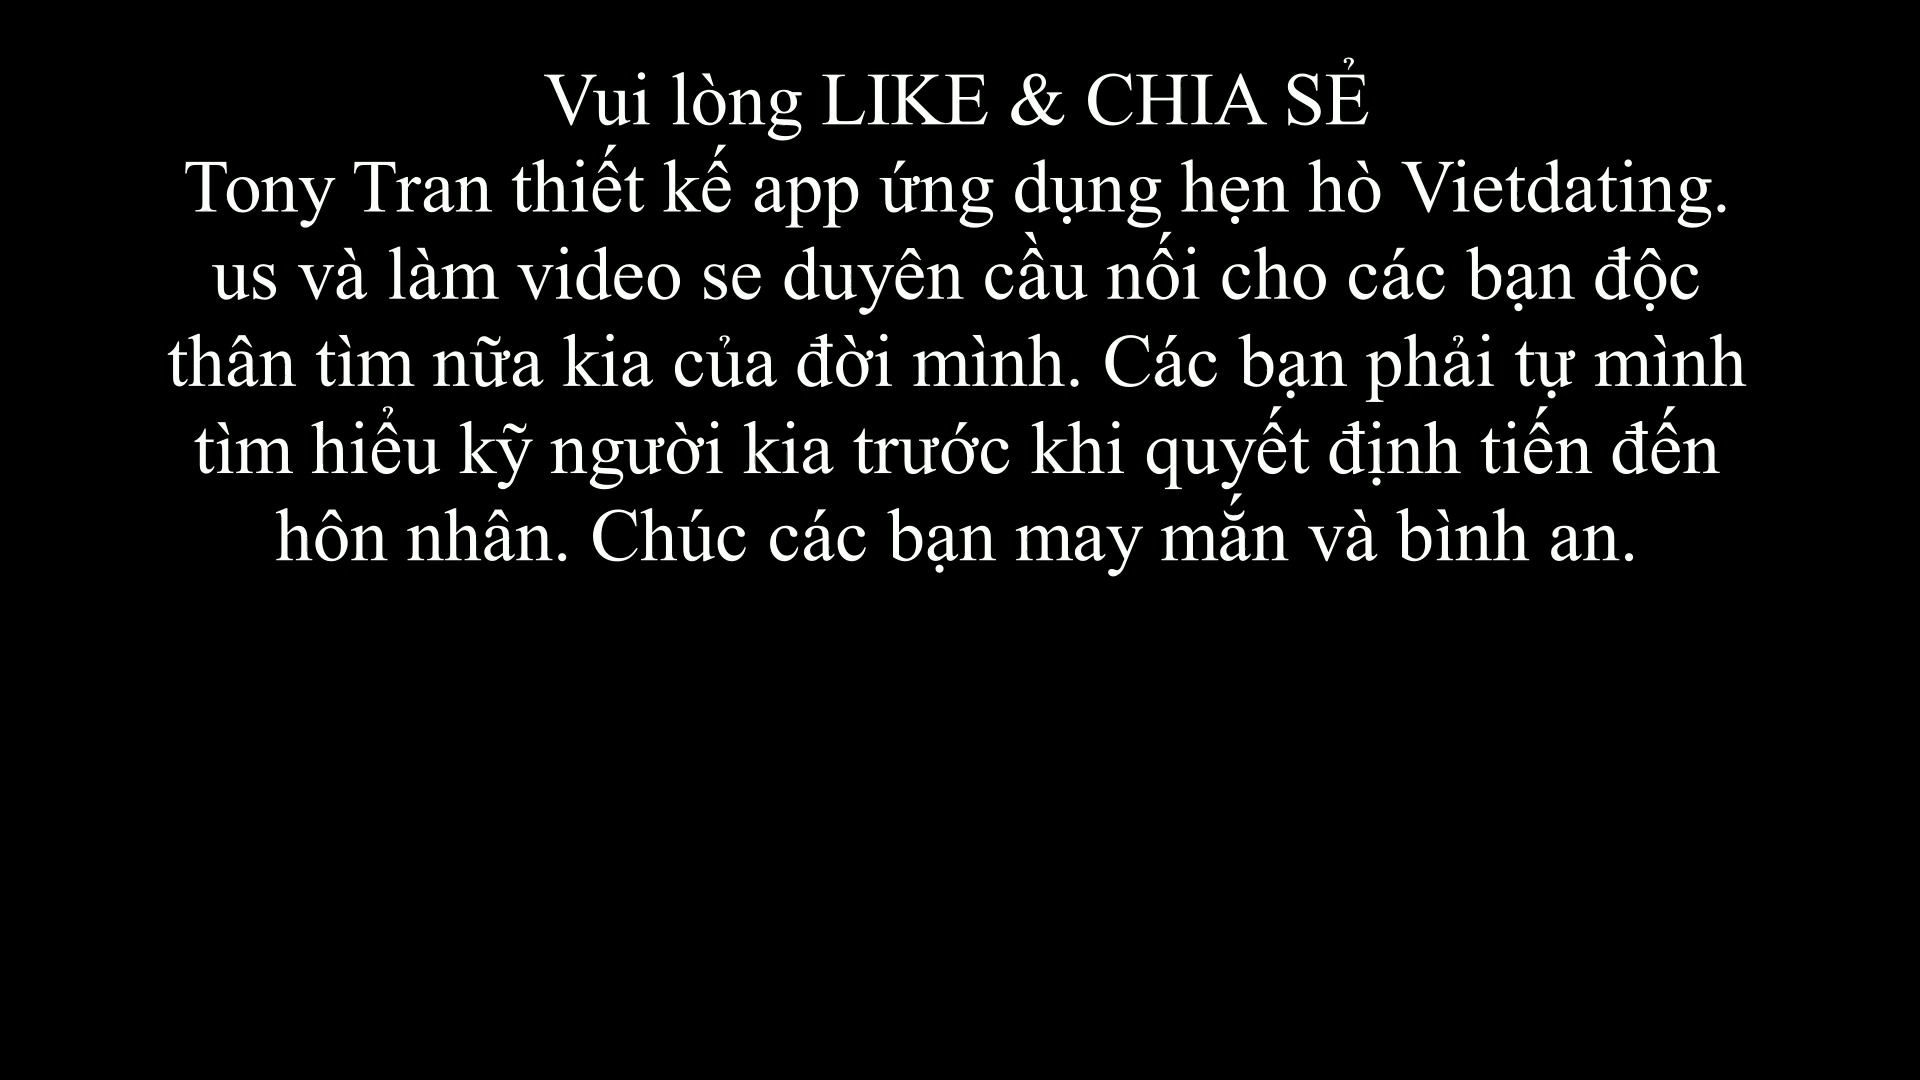 Vui lòng LIKE & CHIA SẺ
Tony Tran thiết kế app ứng dụng hẹn hò Vietdating.
us và làm video se duyên cầu nối cho các bạn độc
thân tìm nữa kia của đời mình. Các bạn phải tự mình
tìm hiểu kỹ người kia trước khi quyết định tiến đến
hôn nhân. Chúc các bạn may mắn và bình an.